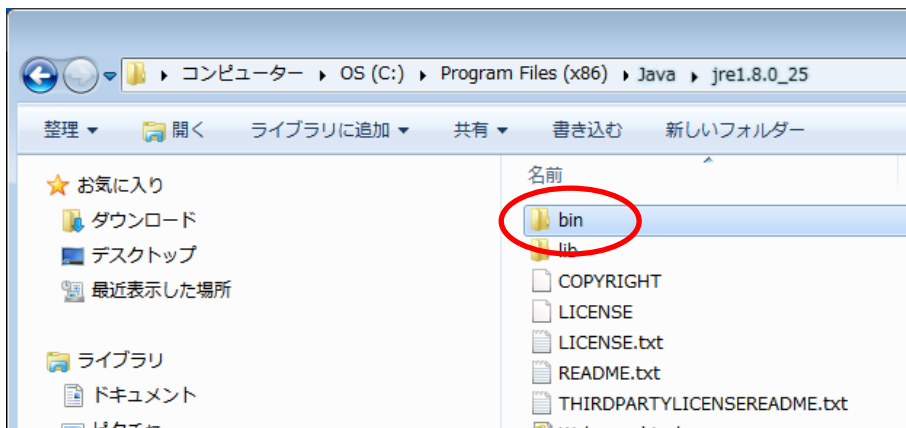 コンピューター ▸ OS (C:) ▸ Program Files (x86) ▸ Java ▸ jre1.8.0_25
整理 ▼ 開く ライブラリに追加 ▼ 共有 ▼ 書き込む 新しいフォルダー
お気に入り
ダウンロード
デスクトップ
最近表示した場所
ライブラリ
ドキュメント
名前
bin
lib
COPYRIGHT
LICENSE
LICENSE.txt
README.txt
THIRDPARTYLICENSEREADME.txt